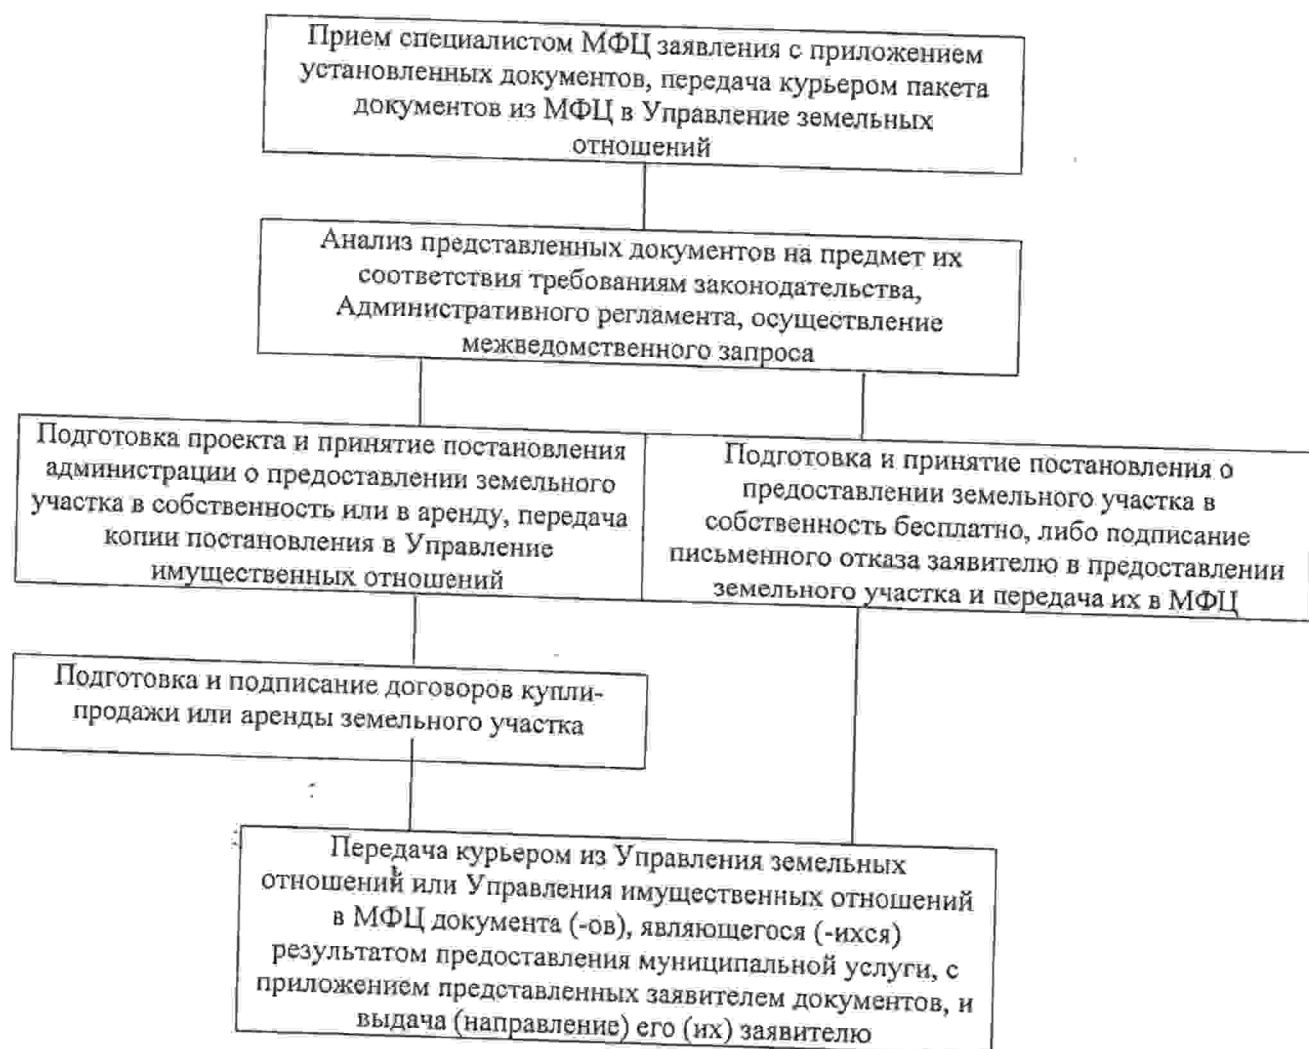 Прием специалистом МФЦ заявления с приложением
установленных документов, передача курьером пакета
документов из МФЦ в Управление земельных
отношений
Анализ представленных документов на предмет их
соответствия требованиям законодательства,
Административного регламента, осуществление
межведомственного запроса
Подготовка проекта и принятие постановления
администрации о предоставлении земельного
участка в собственность или в аренду, передача
копии постановления в Управление
имущественных отношений
Подготовка и принятие постановления о
предоставлении земельного участка в
собственность бесплатно, либо подписание
письменного отказа заявителю в предоставлении
земельного участка и передача их в МФЦ
Подготовка и подписание договоров купли-
продажи или аренды земельного участка
Передача курьером из Управления земельных
отношений или Управления имущественных отношений
в МФЦ документа (-ов), являющегося (-ихся)
результатом предоставления муниципальной услуги, с
приложением представленных заявителем документов, и
выдача (направление) его (их) заявителю